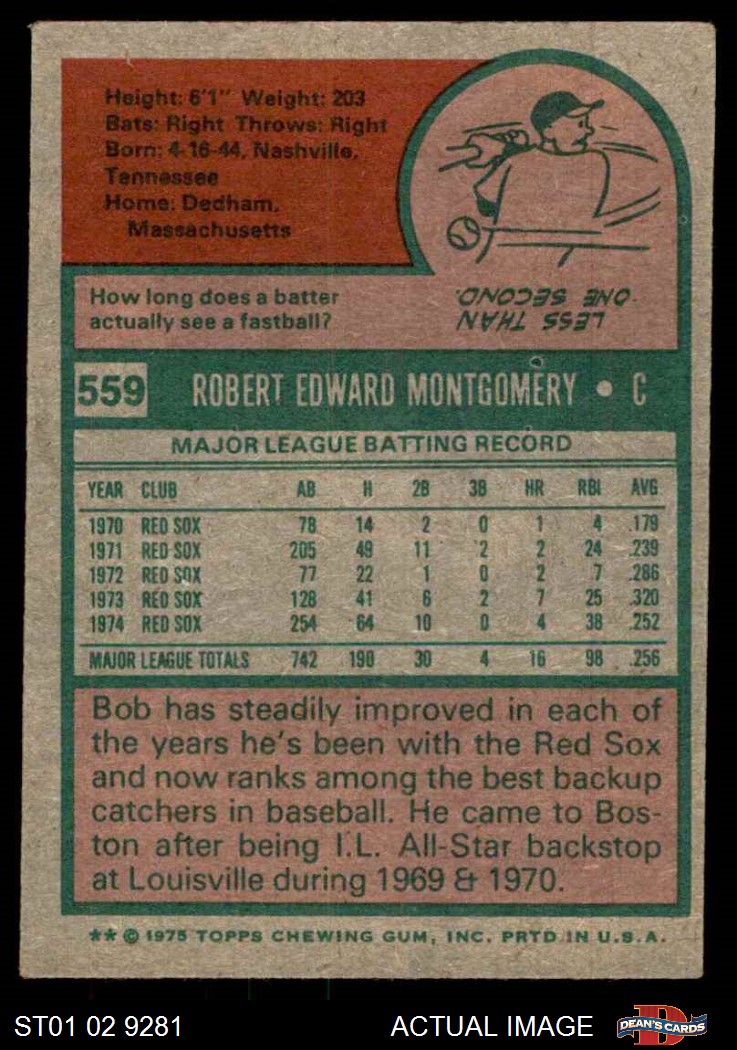 Height: 6'1" Weight: 203
Bats: Right Throws: Right
Born: 4-16-44, Nashville,
Tennessee
Home: Dedham,
Massachusetts
How long does a batter
actually see a fastball?
LESS THAN
ONE SECOND.
559 ROBERT EDWARD MONTGOMERY • C
MAJOR LEAGUE BATTING RECORD
YEAR CLUB AB H 2B 3B HR RBI AVG
1970 RED SOX 78 14 2 0 1 4 .179
1971 RED SOX 205 49 11 2 2 24 .239
1972 RED SOX 77 22 1 0 2 7 .286
1973 RED SOX 128 41 6 2 7 25 .320
1974 RED SOX 254 64 10 0 4 38 .252
MAJOR LEAGUE TOTALS 742 190 30 4 16 98 .256
Bob has steadily improved in each of
the years he's been with the Red Sox
and now ranks among the best backup
catchers in baseball. He came to Bos-
ton after being I.L. All-Star backstop
at Louisville during 1969 & 1970.
** © 1975 TOPPS CHEWING GUM, INC. PRTD IN U.S.A.
ST01 02 9281 ACTUAL IMAGE DEAN'S CARDS